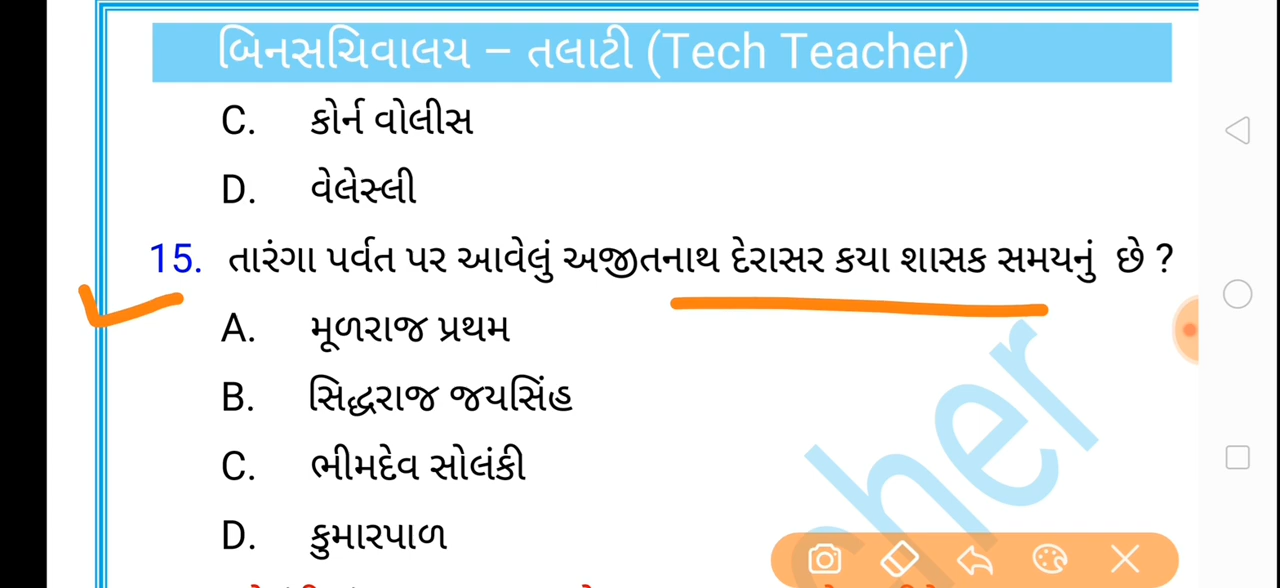 બિનસચિવાલય – તલાટી (Tech Teacher)
C. કોર્ન વોલીસ
D. વેલેસ્લી
15. તારંગા પર્વત પર આવેલું અજીતનાથ દેરાસર કયા શાસક સમયનું છે ?
A. મૂળરાજ પ્રથમ
B. સિદ્ધરાજ જયસિંહ
C. ભીમદેવ સોલંકી
D. કુમારપાળ
cher